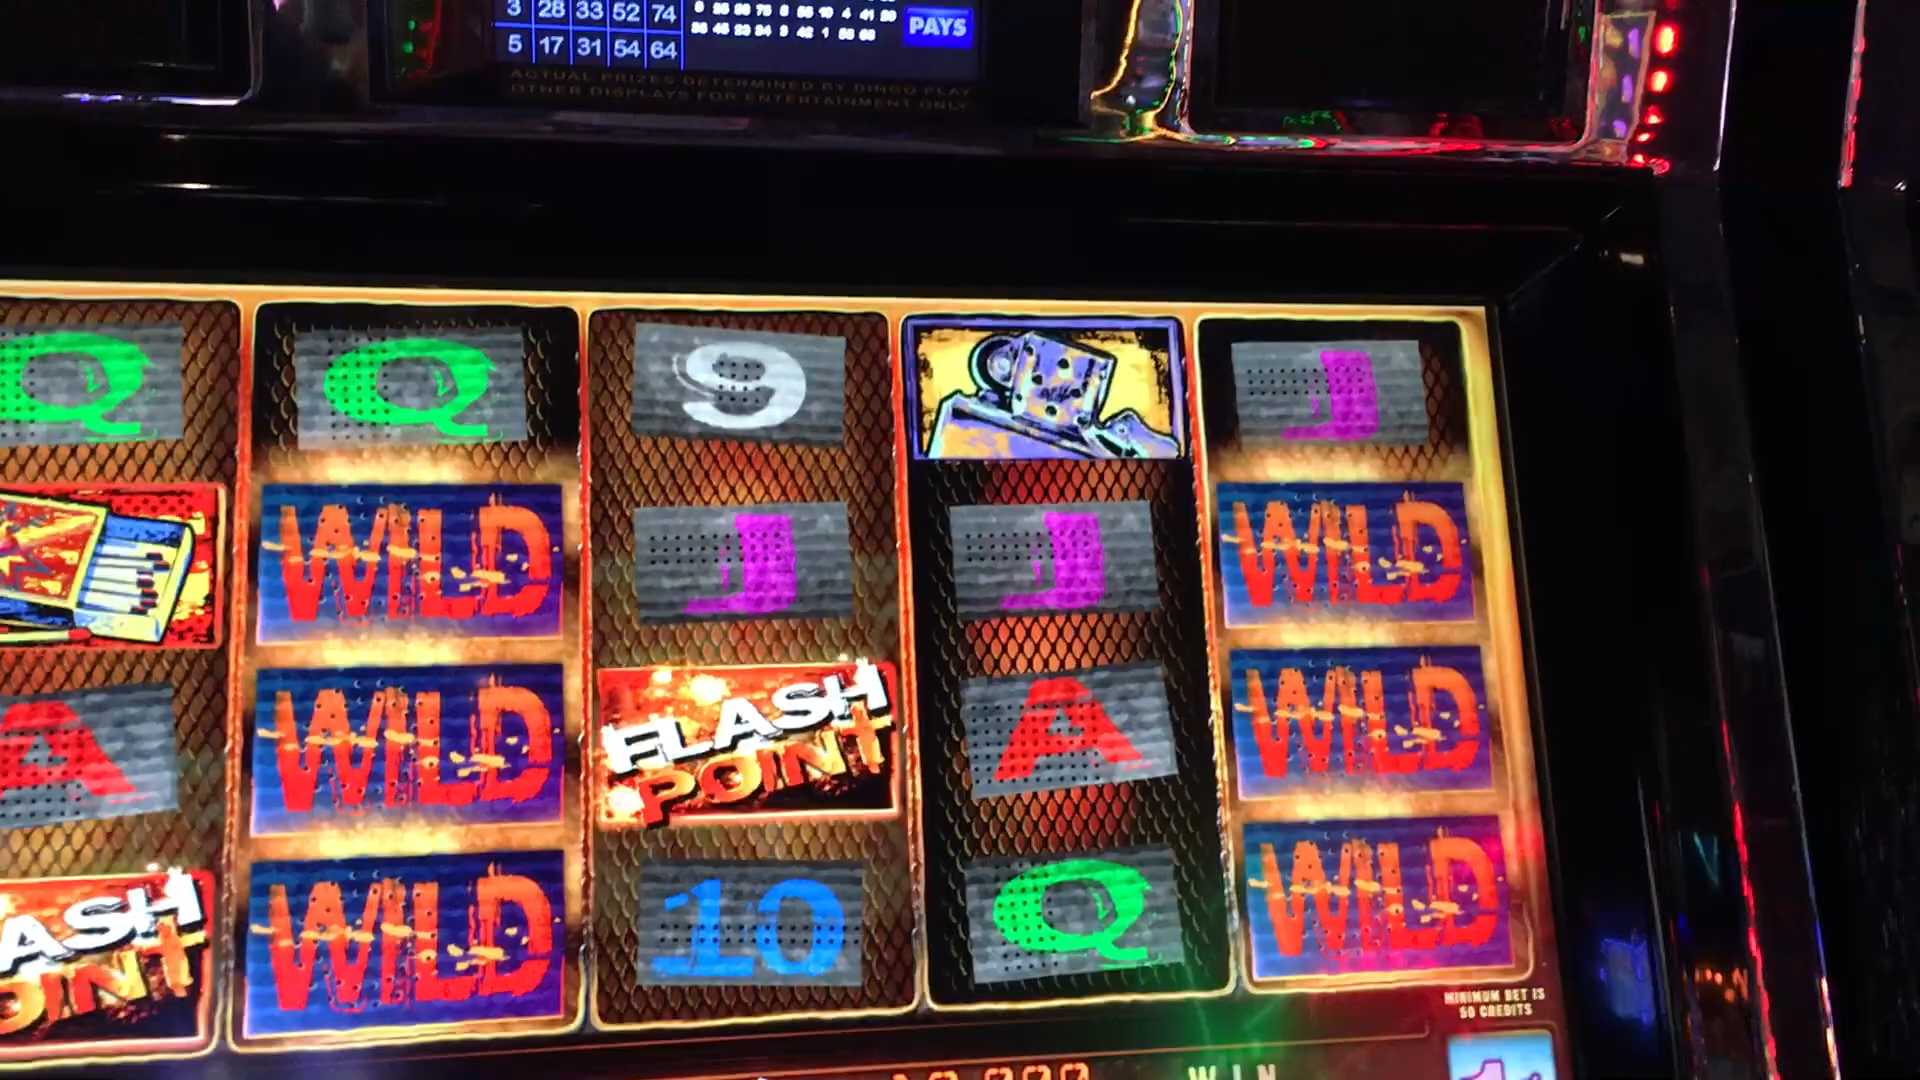 3 28 33 52 74
5 17 31 54 64
PAYS
ACTUAL PRIZES DETERMINED BY BINGO PLAY
OTHER DISPLAYS FOR ENTERTAINMENT ONLY
Q Q 9 J
WILD J J WILD
A WILD FLASH POINT A WILD
WILD 10 Q WILD
MINIMUM BET IS
50 CREDITS
WIN